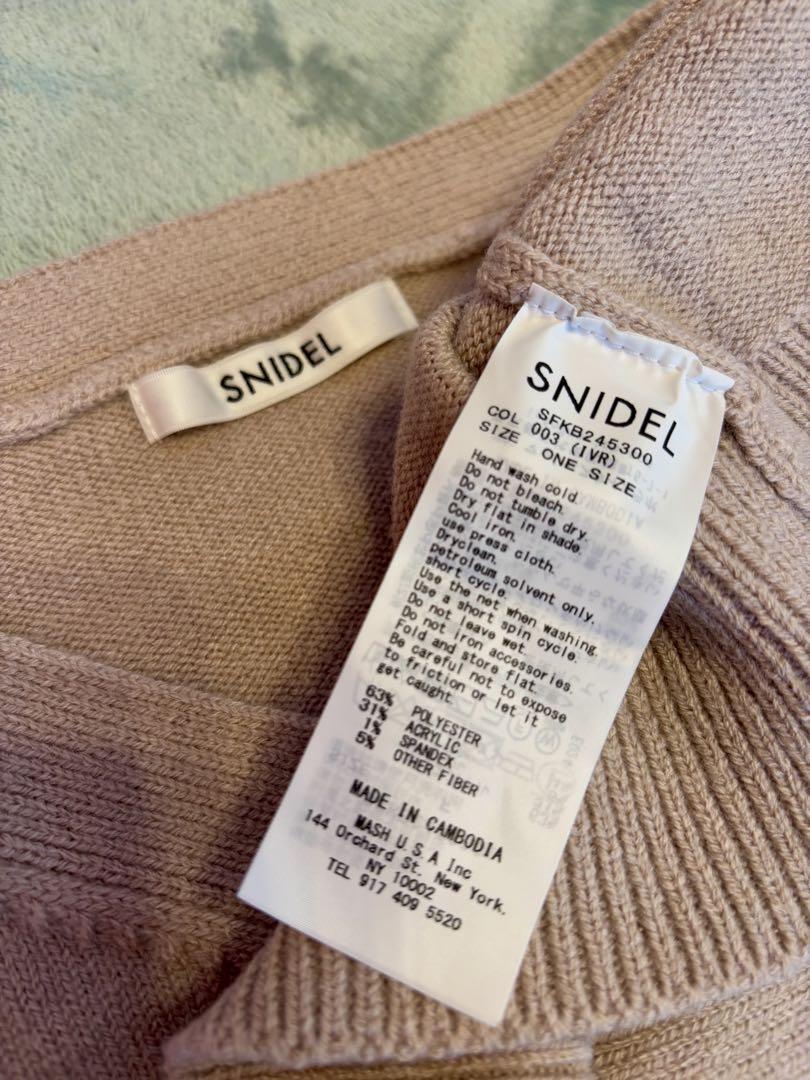 SNIDEL
SNIDEL
SFKB245300
COL 003 (IVR)
SIZE ONE SIZE
Hand wash cold.
Do not bleach.
Do not tumble dry.
Dry flat in shade.
Cool iron.
use press cloth.
Dryclean.
petroleum solvent only.
short cycle.
Use the net when washing.
Use a short spin cycle.
Do not leave wet.
Do not iron accessories.
Fold and store flat.
Be careful not to expose
to friction or let it
get caught.
63% POLYESTER
31% ACRYLIC
1% SPANDEX
5% OTHER FIBER
MADE IN CAMBODIA
MASH U S A Inc
144 Orchard St. New York.
NY 10002
TEL 917 409 5520